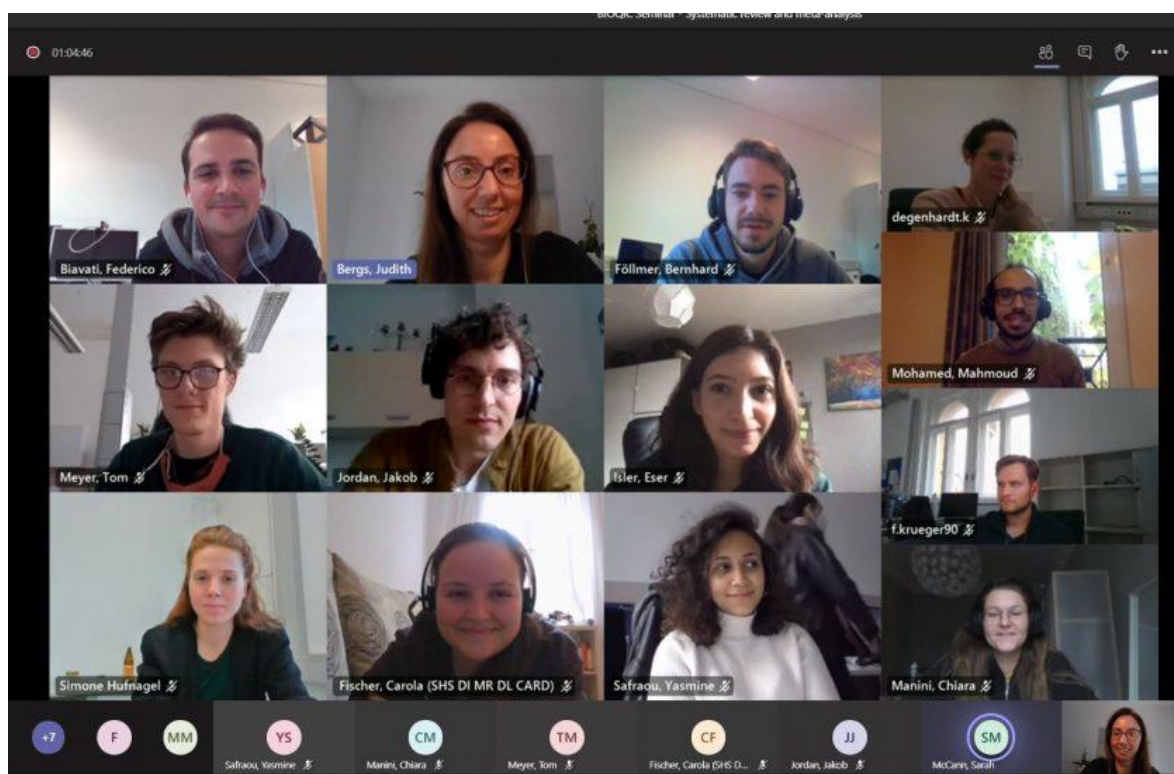 BIOQIC Seminar - Systematic review and meta-analysis
01:04:46
Biavati, Federico
Bergs, Judith
Föllmer, Bernhard
degenhardt.k
Mohamed, Mahmoud
Meyer, Tom
Jordan, Jakob
Isler, Eser
f.krueger90
Simone Hufnagel
Fischer, Carola (SHS DI MR DL CARD)
Safraou, Yasmine
Manini, Chiara
+7
F
MM
YS
CM
TM
CF
JJ
SM
Safraou, Yasmine
Manini, Chiara
Meyer, Tom
Fischer, Carola (SHS D...
Jordan, Jakob
McCann, Sarah